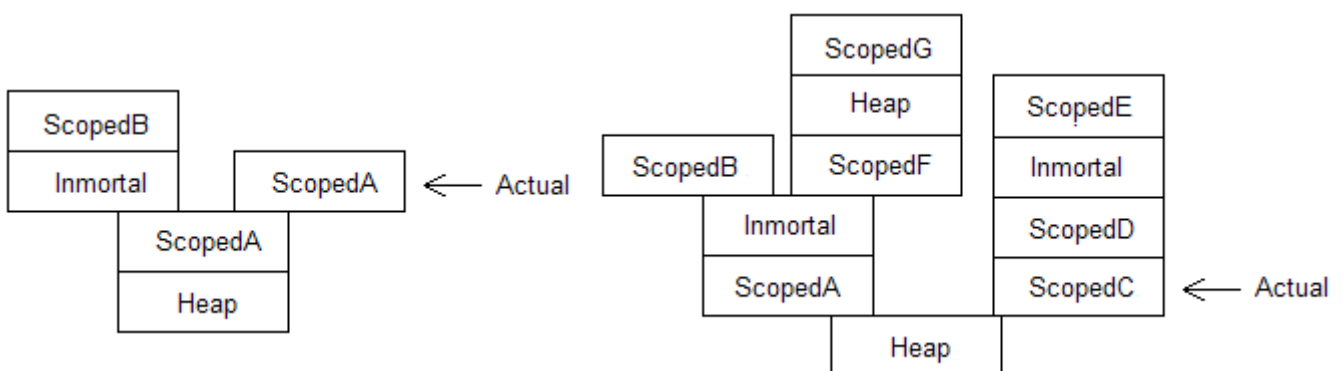 ScopedB
Inmortal
ScopedA
Actual
ScopedA
Heap
ScopedG
Heap
ScopedE
ScopedB
ScopedF
Inmortal
Inmortal
ScopedD
ScopedA
ScopedC
Actual
Heap